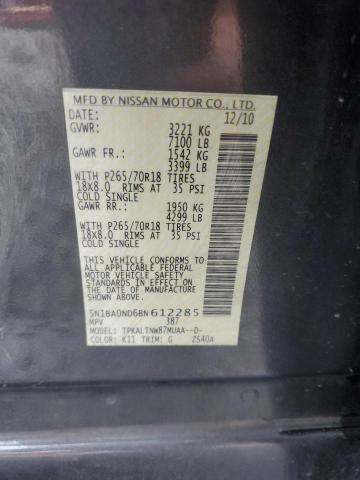 MFD BY NISSAN MOTOR CO., LTD.
DATE: 12/10
GVWR: 3221 KG
7100 LB
GAWR FR.: 1542 KG
3399 LB
WITH P265/70R18 TIRES
18X8.0 RIMS AT 35 PSI
COLD SINGLE
GAWR RR.: 1950 KG
4299 LB
WITH P265/70R18 TIRES
18X8.0 RIMS AT 35 PSI
COLD SINGLE
THIS VEHICLE CONFORMS TO
ALL APPLICABLE FEDERAL
MOTOR VEHICLE SAFETY
STANDARDS IN EFFECT ON
THE DATE OF MANUFACTURE
SHOWN ABOVE.
5N1BA0ND6BN612285
MPV 387
MODEL: TPKALTNW87MUAA--D-
COLOR: K11 TRIM: G ZS40A